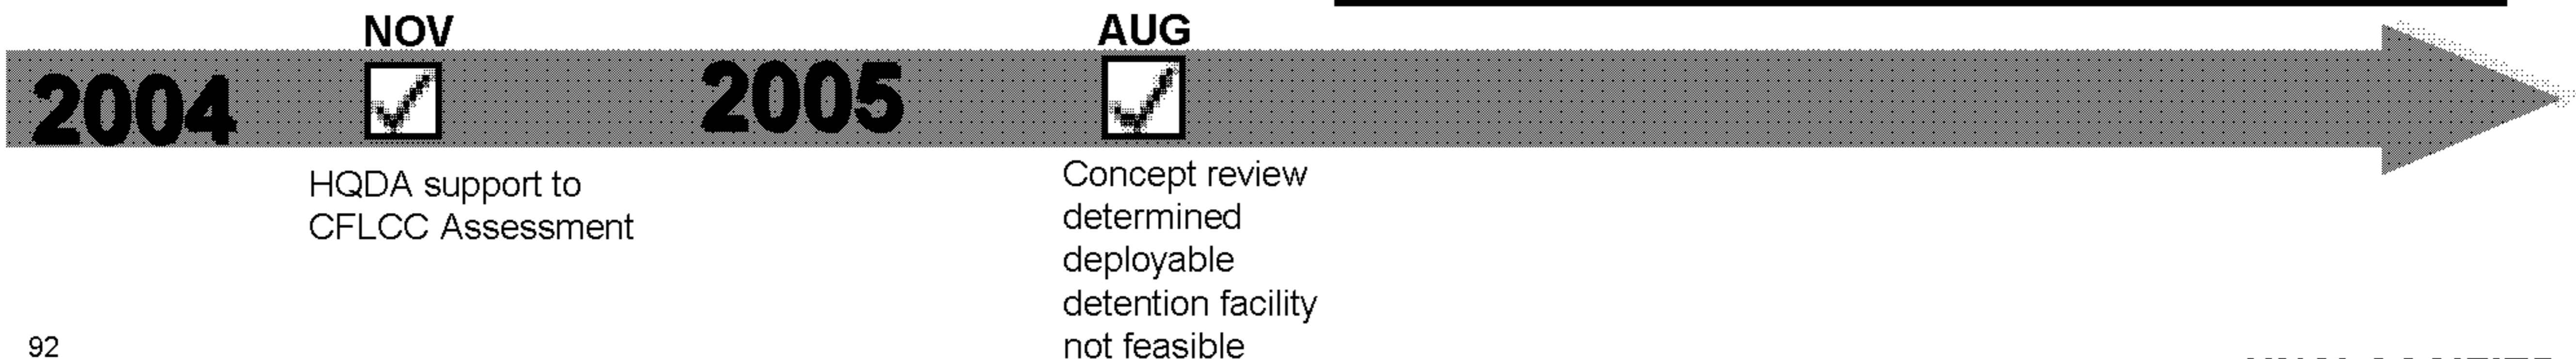 NOV
AUG
2004
2005
HQDA support to
CFLCC Assessment
Concept review
determined
deployable
detention facility
not feasible
92